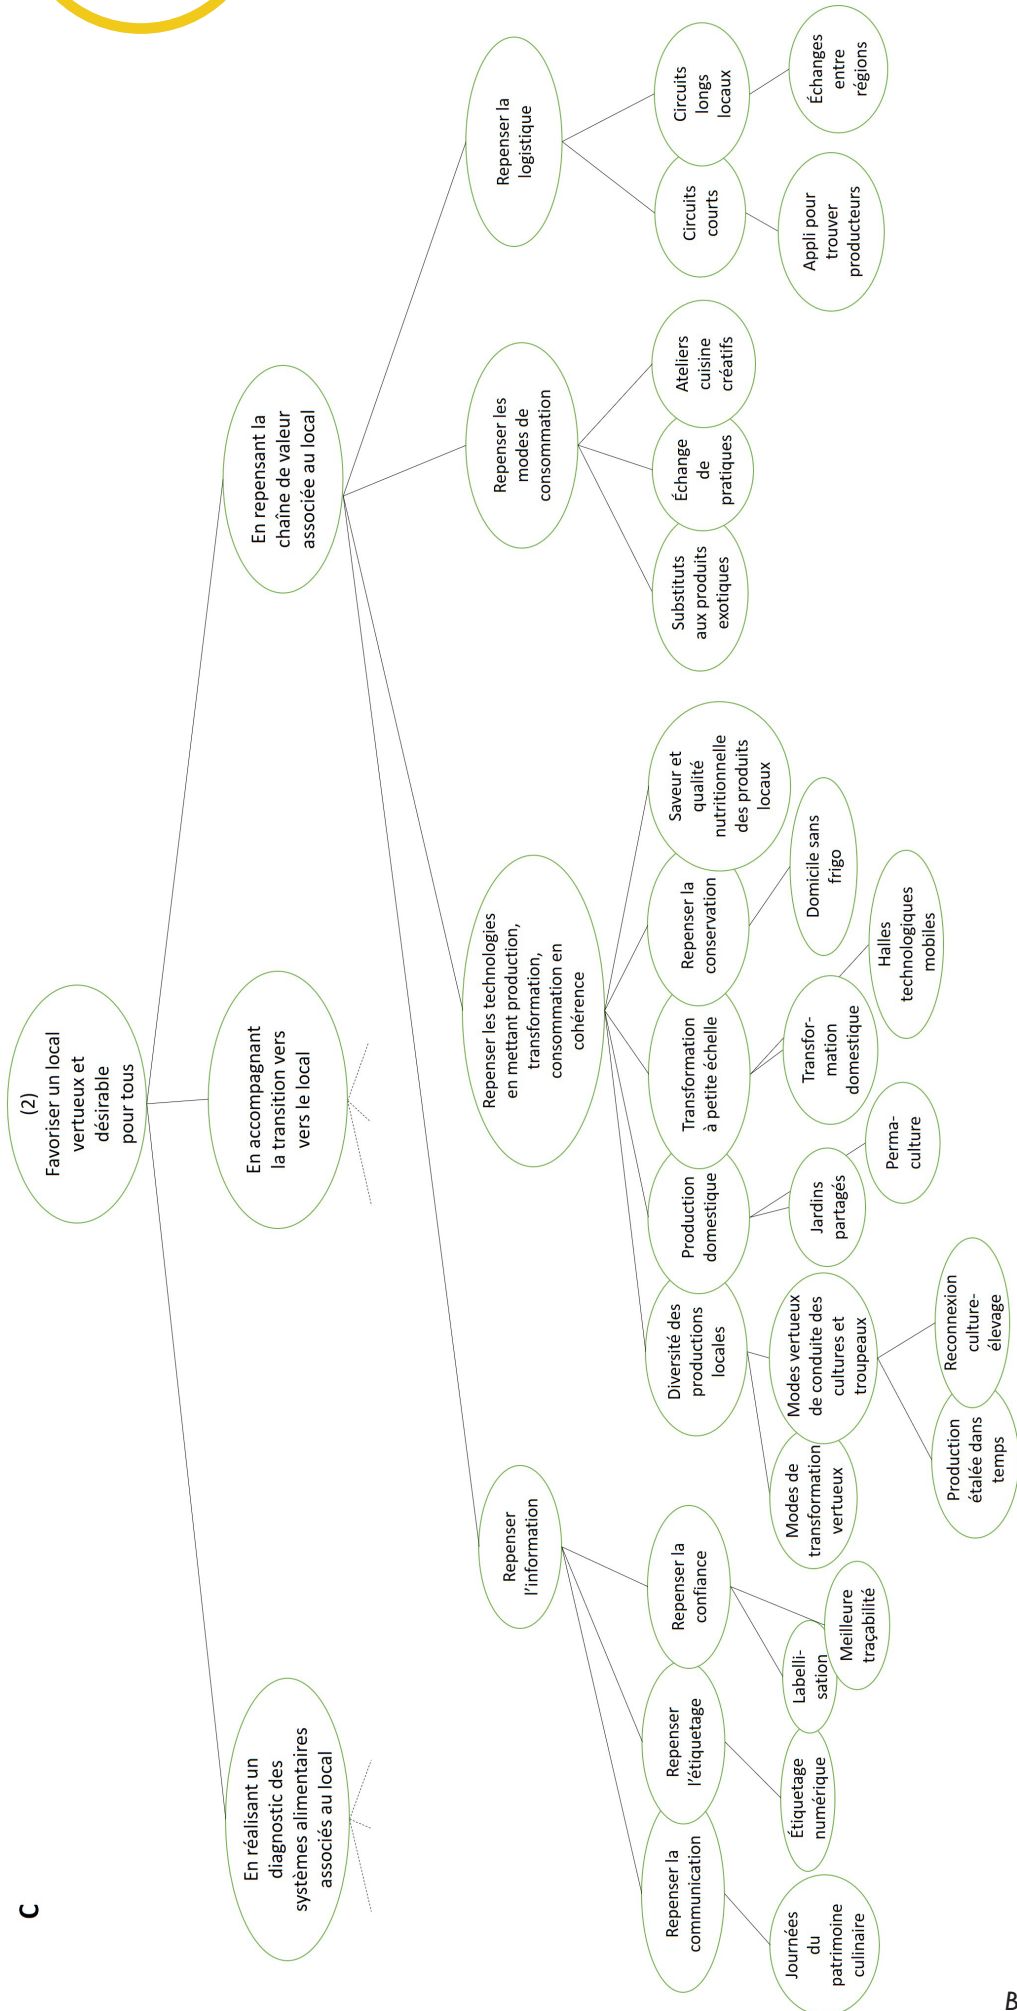 C
(2)
Favoriser un local
vertueux et
désirable
pour tous
En réalisant un
diagnostic des
systèmes alimentaires
associés au local
En accompagnant
la transition vers
vers le local
En repensant la
chaîne de valeur
associée au local
Repenser
l’information
Repenser les technologies
en mettant production,
transformation,
consommation en
cohérence
Repenser les
modes de
consommation
Repenser la
logistique
Repenser la
communication
Repenser
l’étiquetage
Repenser la
confiance
Diversité des
productions
locales
Production
domestique
Transformation
à petite échelle
Repenser la
conservation
Saveur et
qualité
nutritionnelle
des produits
locaux
Substituts
aux produits
exotiques
Échange
de
pratiques
Ateliers
cuisine
créatifs
Circuits
courts
Circuits
longs
locaux
Journées
du
patrimoine
culinaire
Étiquetage
numérique
Labelli-
sation
Meilleure
traçabilité
Modes de
transformation
vertueux
Modes vertueux
de conduite des
cultures et
troupeaux
Jardins
partagés
Perma-
culture
Transfor-
mation
domestique
Halles
technologiques
mobiles
Domicile sans
frigo
Appli pour
trouver
producteurs
Échanges
entre
régions
Production
étalée dans
temps
Reconnexion
culture-
élevage
B